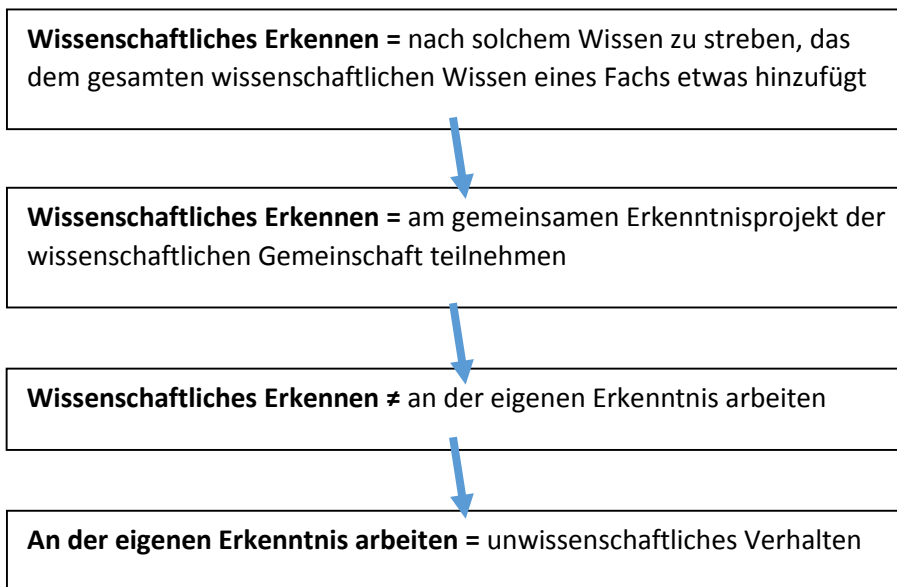 Wissenschaftliches Erkennen = nach solchem Wissen zu streben, das
dem gesamten wissenschaftlichen Wissen eines Fachs etwas hinzufügt
Wissenschaftliches Erkennen = am gemeinsamen Erkenntnisprojekt der
wissenschaftlichen Gemeinschaft teilnehmen
Wissenschaftliches Erkennen ≠ an der eigenen Erkenntnis arbeiten
An der eigenen Erkenntnis arbeiten = unwissenschaftliches Verhalten